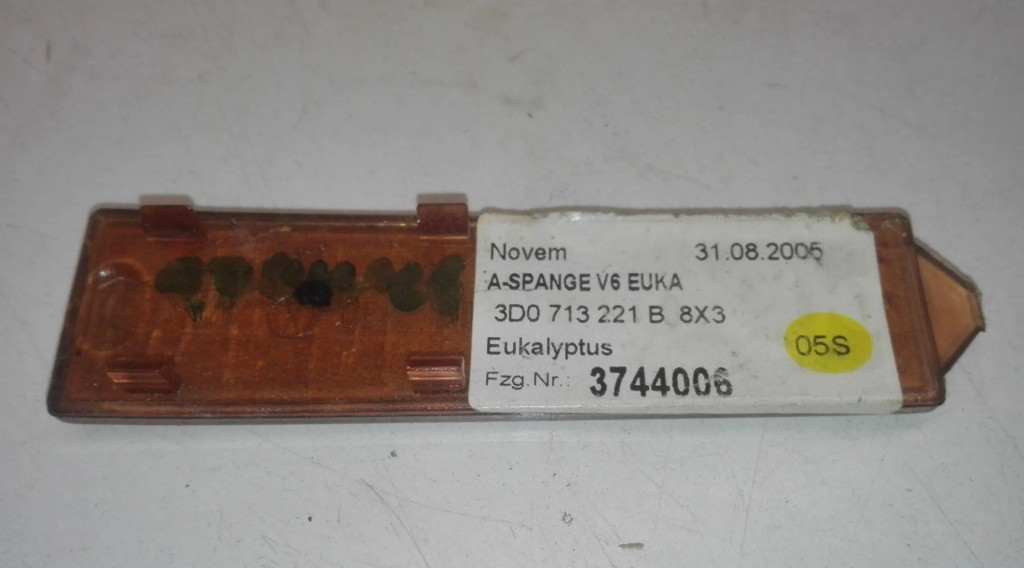 Novem 31.08.2005
A-SPANGE V6 EUKA
3D0 713 221 B 8X3
Eukalyptus 05S
Fzg.Nr.: 3744006